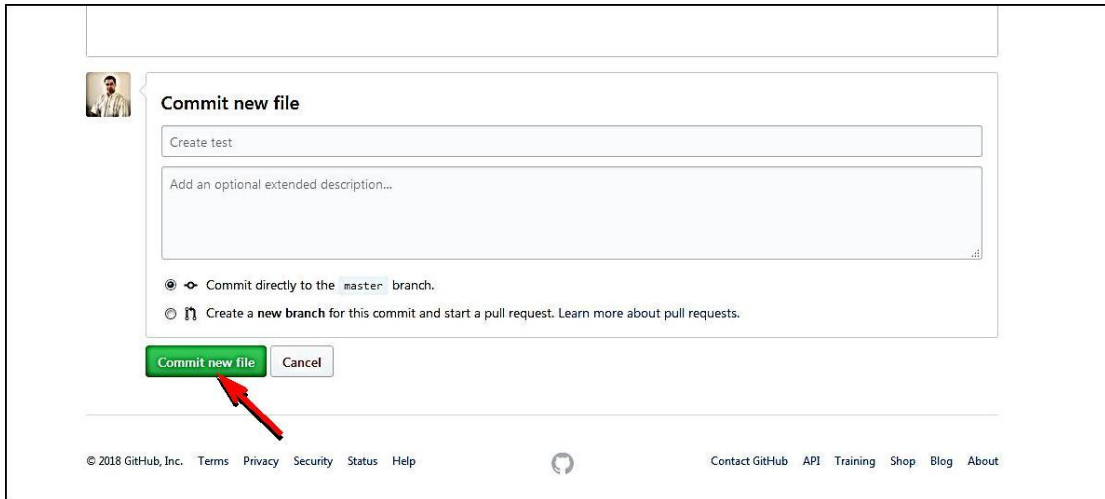 Commit new file
Create test
Add an optional extended description...
Commit directly to the master branch.
Create a new branch for this commit and start a pull request. Learn more about pull requests.
Commit new file Cancel
© 2018 GitHub, Inc. Terms Privacy Security Status Help Contact GitHub API Training Shop Blog About